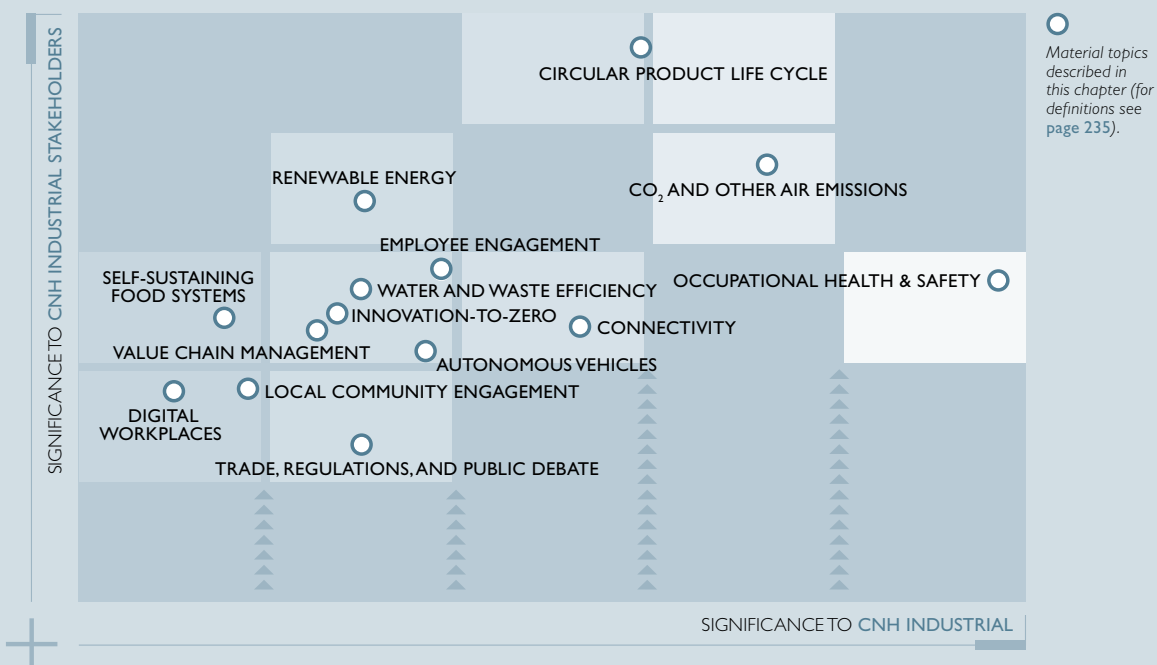 SIGNIFICANCE TO CNH INDUSTRIAL STAKEHOLDERS
CIRCULAR PRODUCT LIFE CYCLE
RENEWABLE ENERGY
CO₂ AND OTHER AIR EMISSIONS
EMPLOYEE ENGAGEMENT
SELF-SUSTAINING
FOOD SYSTEMS
OCCUPATIONAL HEALTH & SAFETY
WATER AND WASTE EFFICIENCY
INNOVATION-TO-ZERO
CONNECTIVITY
VALUE CHAIN MANAGEMENT
AUTONOMOUS VEHICLES
LOCAL COMMUNITY ENGAGEMENT
DIGITAL
WORKPLACES
TRADE, REGULATIONS, AND PUBLIC DEBATE
SIGNIFICANCE TO CNH INDUSTRIAL
Material topics
described in
this chapter (for
definitions see
page 235).